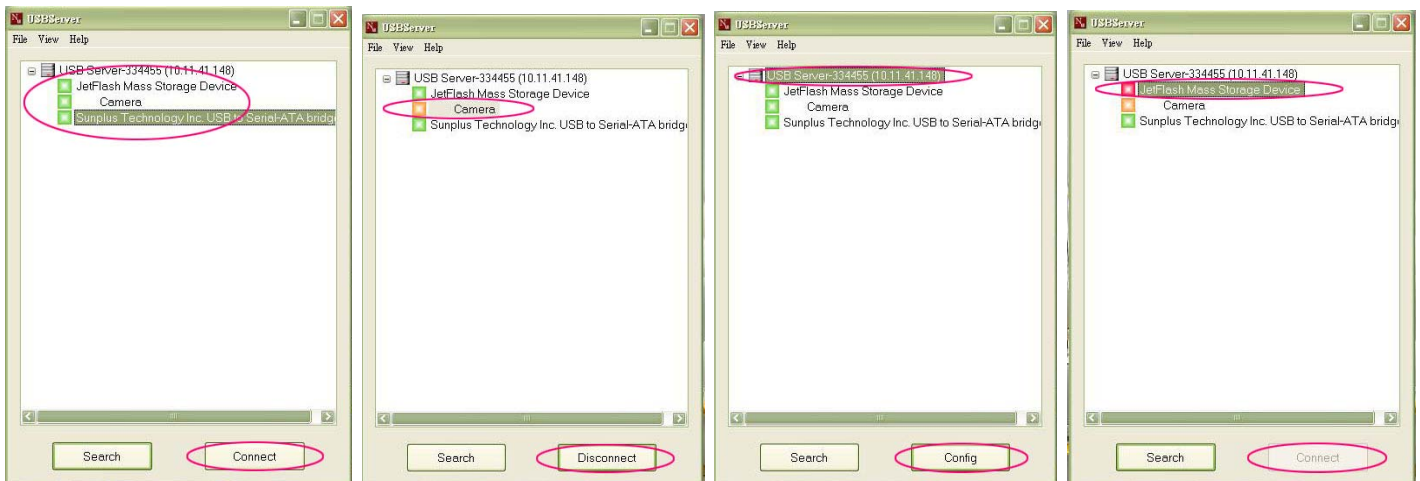 USBServer
File View Help
USB Server-334455 (10.11.41.148)
JetFlash Mass Storage Device
Camera
Sunplus Technology Inc. USB to Serial-ATA bridge
Search Connect
USBServer
File View Help
USB Server-334455 (10.11.41.148)
JetFlash Mass Storage Device
Camera
Sunplus Technology Inc. USB to Serial-ATA bridg
Search Disconnect
USBServer
File View Help
USB Server-334455 (10.11.41.148)
JetFlash Mass Storage Device
Camera
Sunplus Technology Inc. USB to Serial-ATA bridg
Search Config
USBServer
File View Help
USB Server-334455 (10.11.41.148)
JetFlash Mass Storage Device
Camera
Sunplus Technology Inc. USB to Serial-ATA bridg
Search Connect